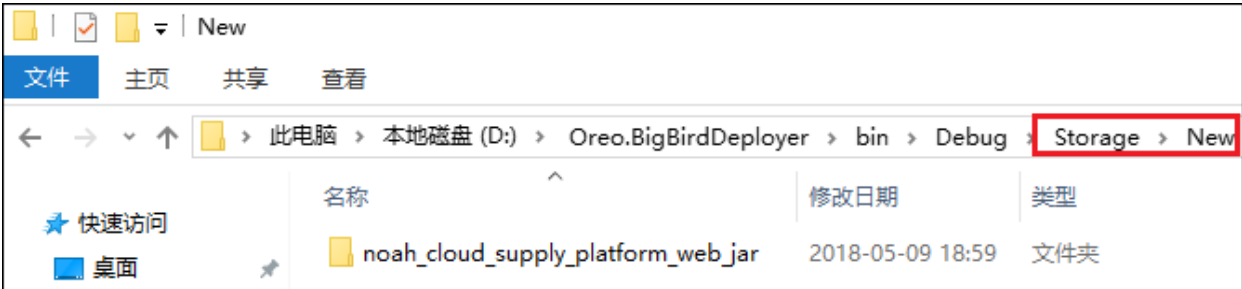 New
文件 主页 共享 查看
此电脑 本地磁盘 (D:) Oreo.BigBirdDeployer bin Debug Storage New
名称 修改日期 类型
快速访问
noah_cloud_supply_platform_web_jar 2018-05-09 18:59 文件夹
桌面